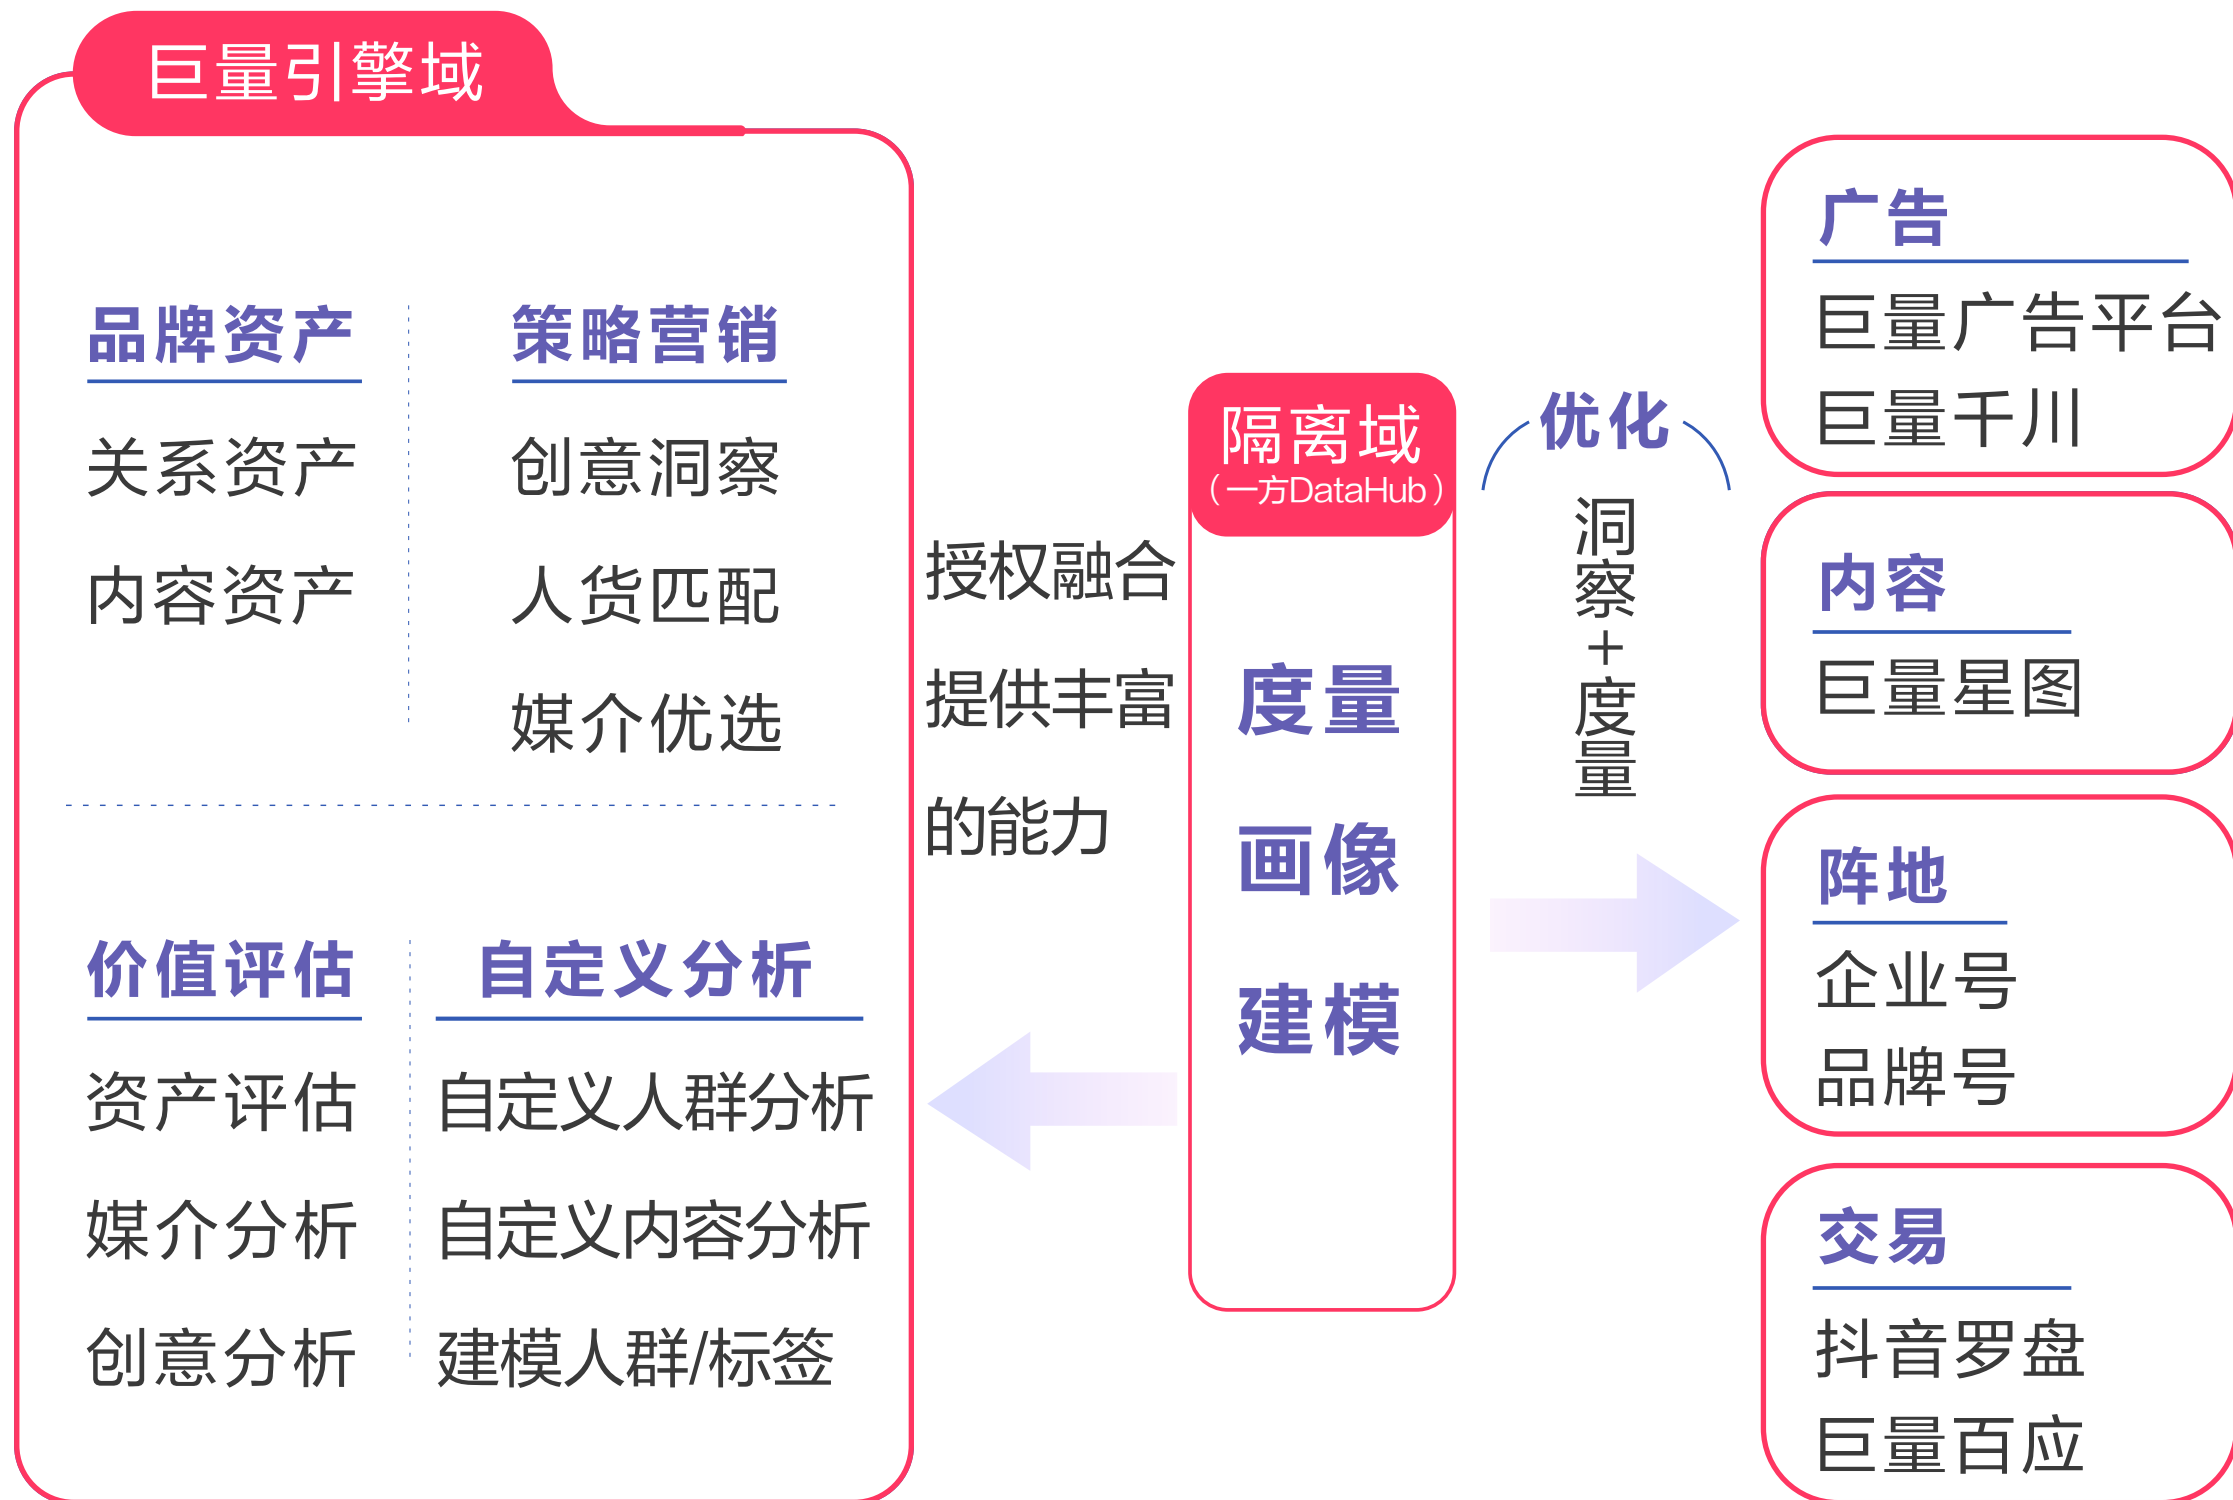 巨量引擎域
品牌资产
关系资产
内容资产
策略营销
创意洞察
人货匹配
媒介优选
价值评估
资产评估
媒介分析
创意分析
自定义分析
自定义人群分析
自定义内容分析
建模人群/标签
授权融合
提供丰富
的能力
隔离域
（一方DataHub）
度量
画像
建模
优化
洞察+度量
广告
巨量广告平台
巨量千川
内容
巨量星图
阵地
企业号
品牌号
交易
抖音罗盘
巨量百应